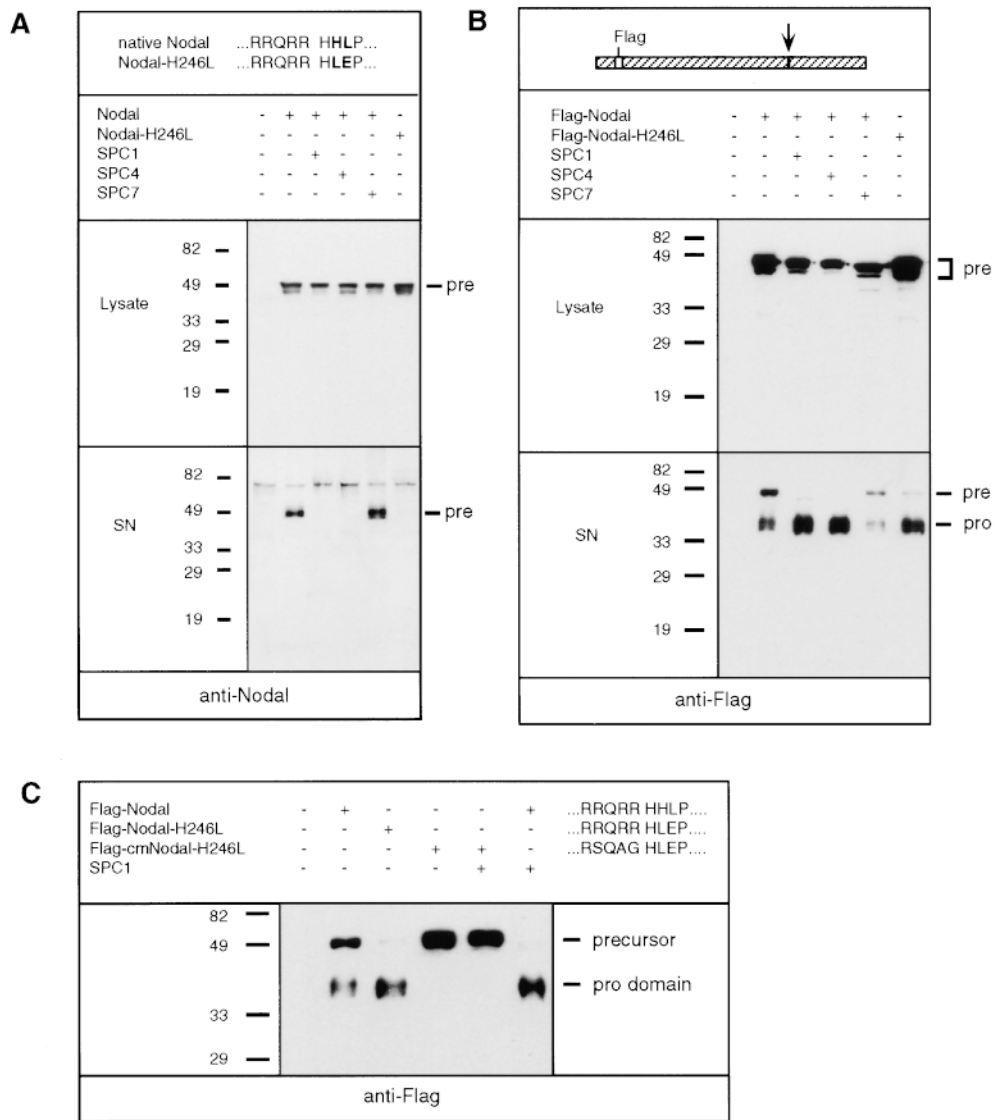 A
native Nodal ...RRQRR HHLP...
Nodal-H246L ...RRQRR HLEP...
Nodal - + + + + -
Nodal-H246L - - - - - +
SPC1 - - + - - -
SPC4 - - - + - -
SPC7 - - - - + -
Lysate
82
49
33
29
19
pre
SN
82
49
33
29
19
pre
anti-Nodal
B
Flag
Flag-Nodal - + + + + -
Flag-Nodal-H246L - - - - - +
SPC1 - - + - - -
SPC4 - - - + - -
SPC7 - - - - + -
Lysate
82
49
33
29
19
pre
SN
82
49
33
29
19
pre
pro
anti-Flag
C
Flag-Nodal - + - - - + ...RRQRR HHLP....
Flag-Nodal-H246L - - + - - - ...RRQRR HLEP....
Flag-cmNodal-H246L - - - + + - ...RSQAG HLEP....
SPC1 - - - - + +
82
49
33
29
precursor
pro domain
anti-Flag